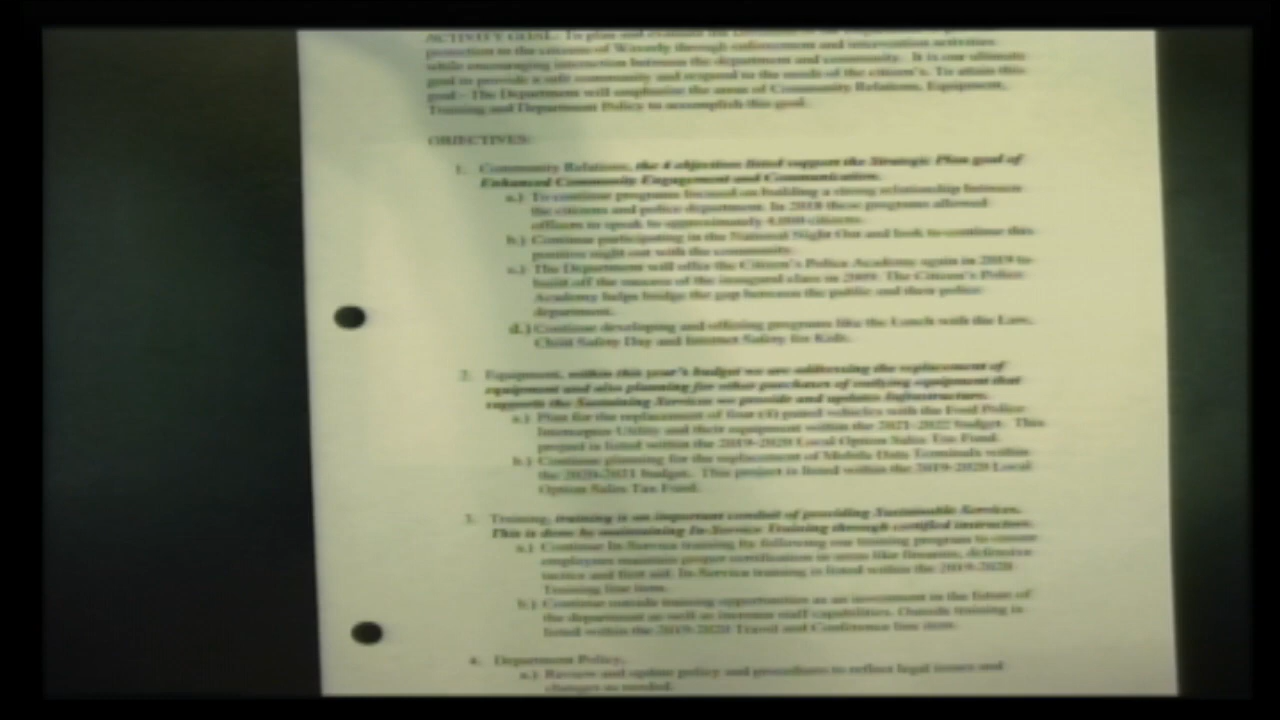 ACTIVITY GOAL: To plan and evaluate the
protection to the citizens of Waverly through enforcement and intervention activities
while encouraging interaction between the department and community. It is our ultimate
goal to provide a safe community and respond to the needs of the citizen's. To attain this
goal - The Department will emphasize the areas of Community Relations, Equipment,
Training and Department Policy to accomplish this goal.
OBJECTIVES:
1. Community Relations, the 4 objectives listed support the Strategic Plan goal of
Enhanced Community Engagement and Communication.
a.) To continue programs focused on building a strong relationship between
the citizens and police department. In 2018 these programs allowed
officers to speak to approximately 4,000 citizens.
b.) Continue participating in the National Night Out and look to continue this
positive night out with the community.
c.) The Department will offer the Citizen's Police Academy again in 2019 to
built off the success of the inaugural class in 2009. The Citizen's Police
Academy helps bridge the gap between the public and their police
department.
d.) Continue developing and offering programs like the Lunch with the Law,
Child Safety Day and Internet Safety for Kids.
2. Equipment, within this year's budget we are addressing the replacement of
equipment and also planning for other purchases of outlying equipment that
supports the Sustaining Services we provide and updates Infrastructure.
a.) Plan for the replacement of four (4) patrol vehicles with the Ford Police
Interceptor Utility and their equipment within the 2021-2022 budget. This
project is listed within the 2019-2020 Local Option Sales Tax Fund.
b.) Continue planning for the replacement of Mobile Data Terminals within
the 2020-2021 budget. This project is listed within the 2019-2020 Local
Option Sales Tax Fund.
3. Training, training is an important conduit of providing Sustainable Services.
This is done by maintaining In-Service Training through certified instructors.
a.) Continue In-Service training by following our training program to ensure
employees maintain proper certification in areas like firearms, defensive
tactics and first aid. In-Service training is listed within the 2019-2020
Training line item.
b.) Continue outside training opportunities as an investment in the future of
the department as well as increase staff capabilities. Outside training is
listed within the 2019-2020 Travel and Conference line item.
4. Department Policy,
a.) Review and update policy and procedures to reflect legal issues and
changes as needed.